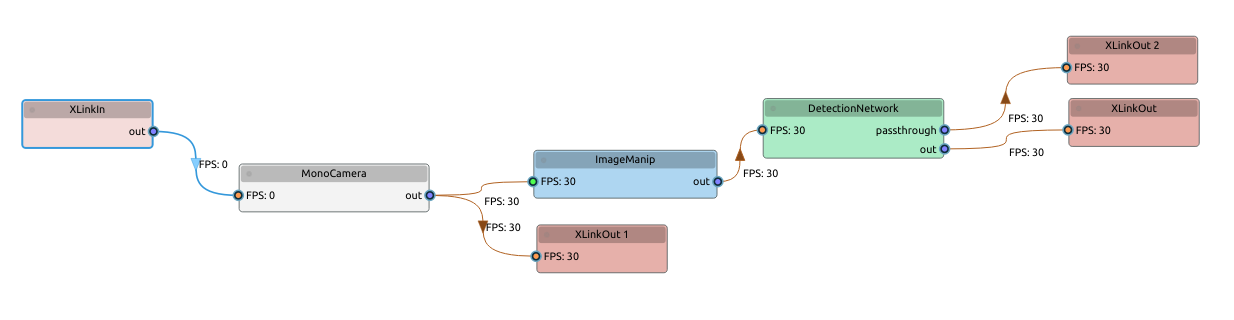 XLinkIn
out
FPS: 0
MonoCamera
FPS: 0
out
FPS: 30
FPS: 30
ImageManip
FPS: 30
out
XLinkOut 1
FPS: 30
FPS: 30
DetectionNetwork
FPS: 30
passthrough
out
FPS: 30
FPS: 30
XLinkOut 2
FPS: 30
XLinkOut
FPS: 30